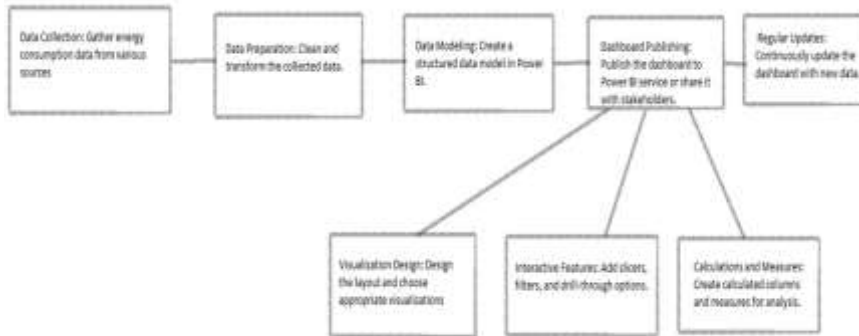 Data Collection: Gather energy
consumption data from various
sources
Data Preparation: Clean and
transform the collected data.
Data Modeling: Create a
structured data model in Power
BI.
Dashboard Publishing:
Publish the dashboard to
Power BI service or share it
with stakeholders.
Regular Updates:
Continuously update the
dashboard with new data
Visualisation Design: Design
the layout and choose
appropriate visualisations
Interactive Features: Add slicers,
filters, and drill-through options.
Calculations and Measures:
Create calculated columns
and measures for analysis.